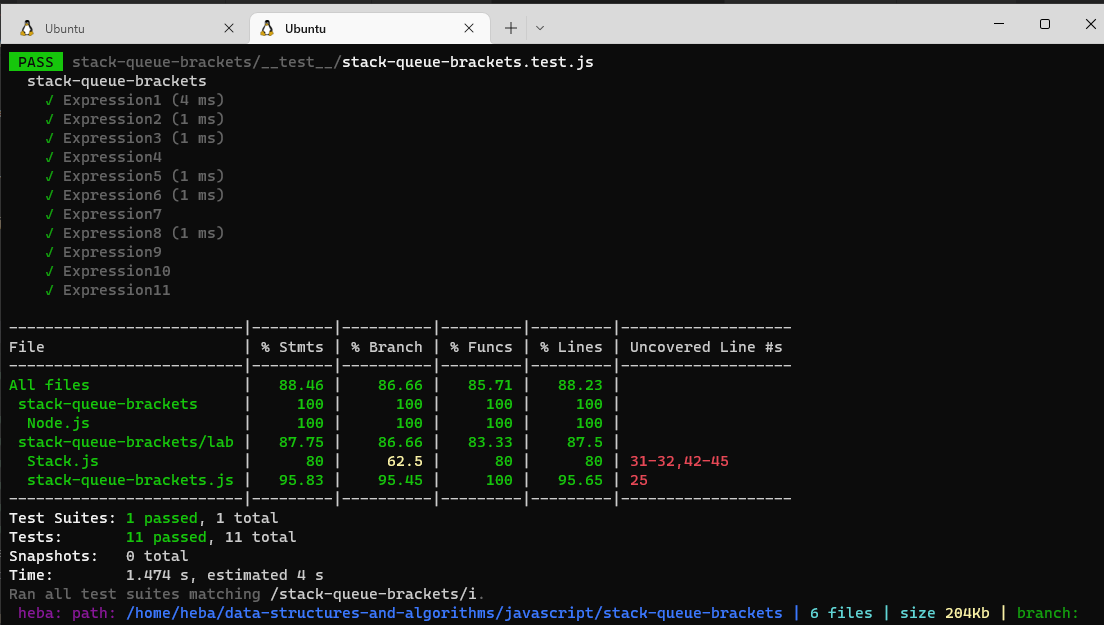 Ubuntu
Ubuntu
PASS stack-queue-brackets/__test__/stack-queue-brackets.test.js
stack-queue-brackets
√ Expression1 (4 ms)
√ Expression2 (1 ms)
√ Expression3 (1 ms)
√ Expression4
√ Expression5 (1 ms)
√ Expression6 (1 ms)
√ Expression7
√ Expression8 (1 ms)
√ Expression9
√ Expression10
√ Expression11
--------------------------|---------|----------|---------|---------|-------------------
File | % Stmts | % Branch | % Funcs | % Lines | Uncovered Line #s
--------------------------|---------|----------|---------|---------|-------------------
All files | 88.46 | 86.66 | 85.71 | 88.23 |
stack-queue-brackets | 100 | 100 | 100 | 100 |
Node.js | 100 | 100 | 100 | 100 |
stack-queue-brackets/lab | 87.75 | 86.66 | 83.33 | 87.5 |
Stack.js | 80 | 62.5 | 80 | 80 | 31-32,42-45
stack-queue-brackets.js | 95.83 | 95.45 | 100 | 95.65 | 25
--------------------------|---------|----------|---------|---------|-------------------
Test Suites: 1 passed, 1 total
Tests: 11 passed, 11 total
Snapshots: 0 total
Time: 1.474 s, estimated 4 s
Ran all test suites matching /stack-queue-brackets/i.
heba: path: /home/heba/data-structures-and-algorithms/javascript/stack-queue-brackets | 6 files | size 204Kb | branch: